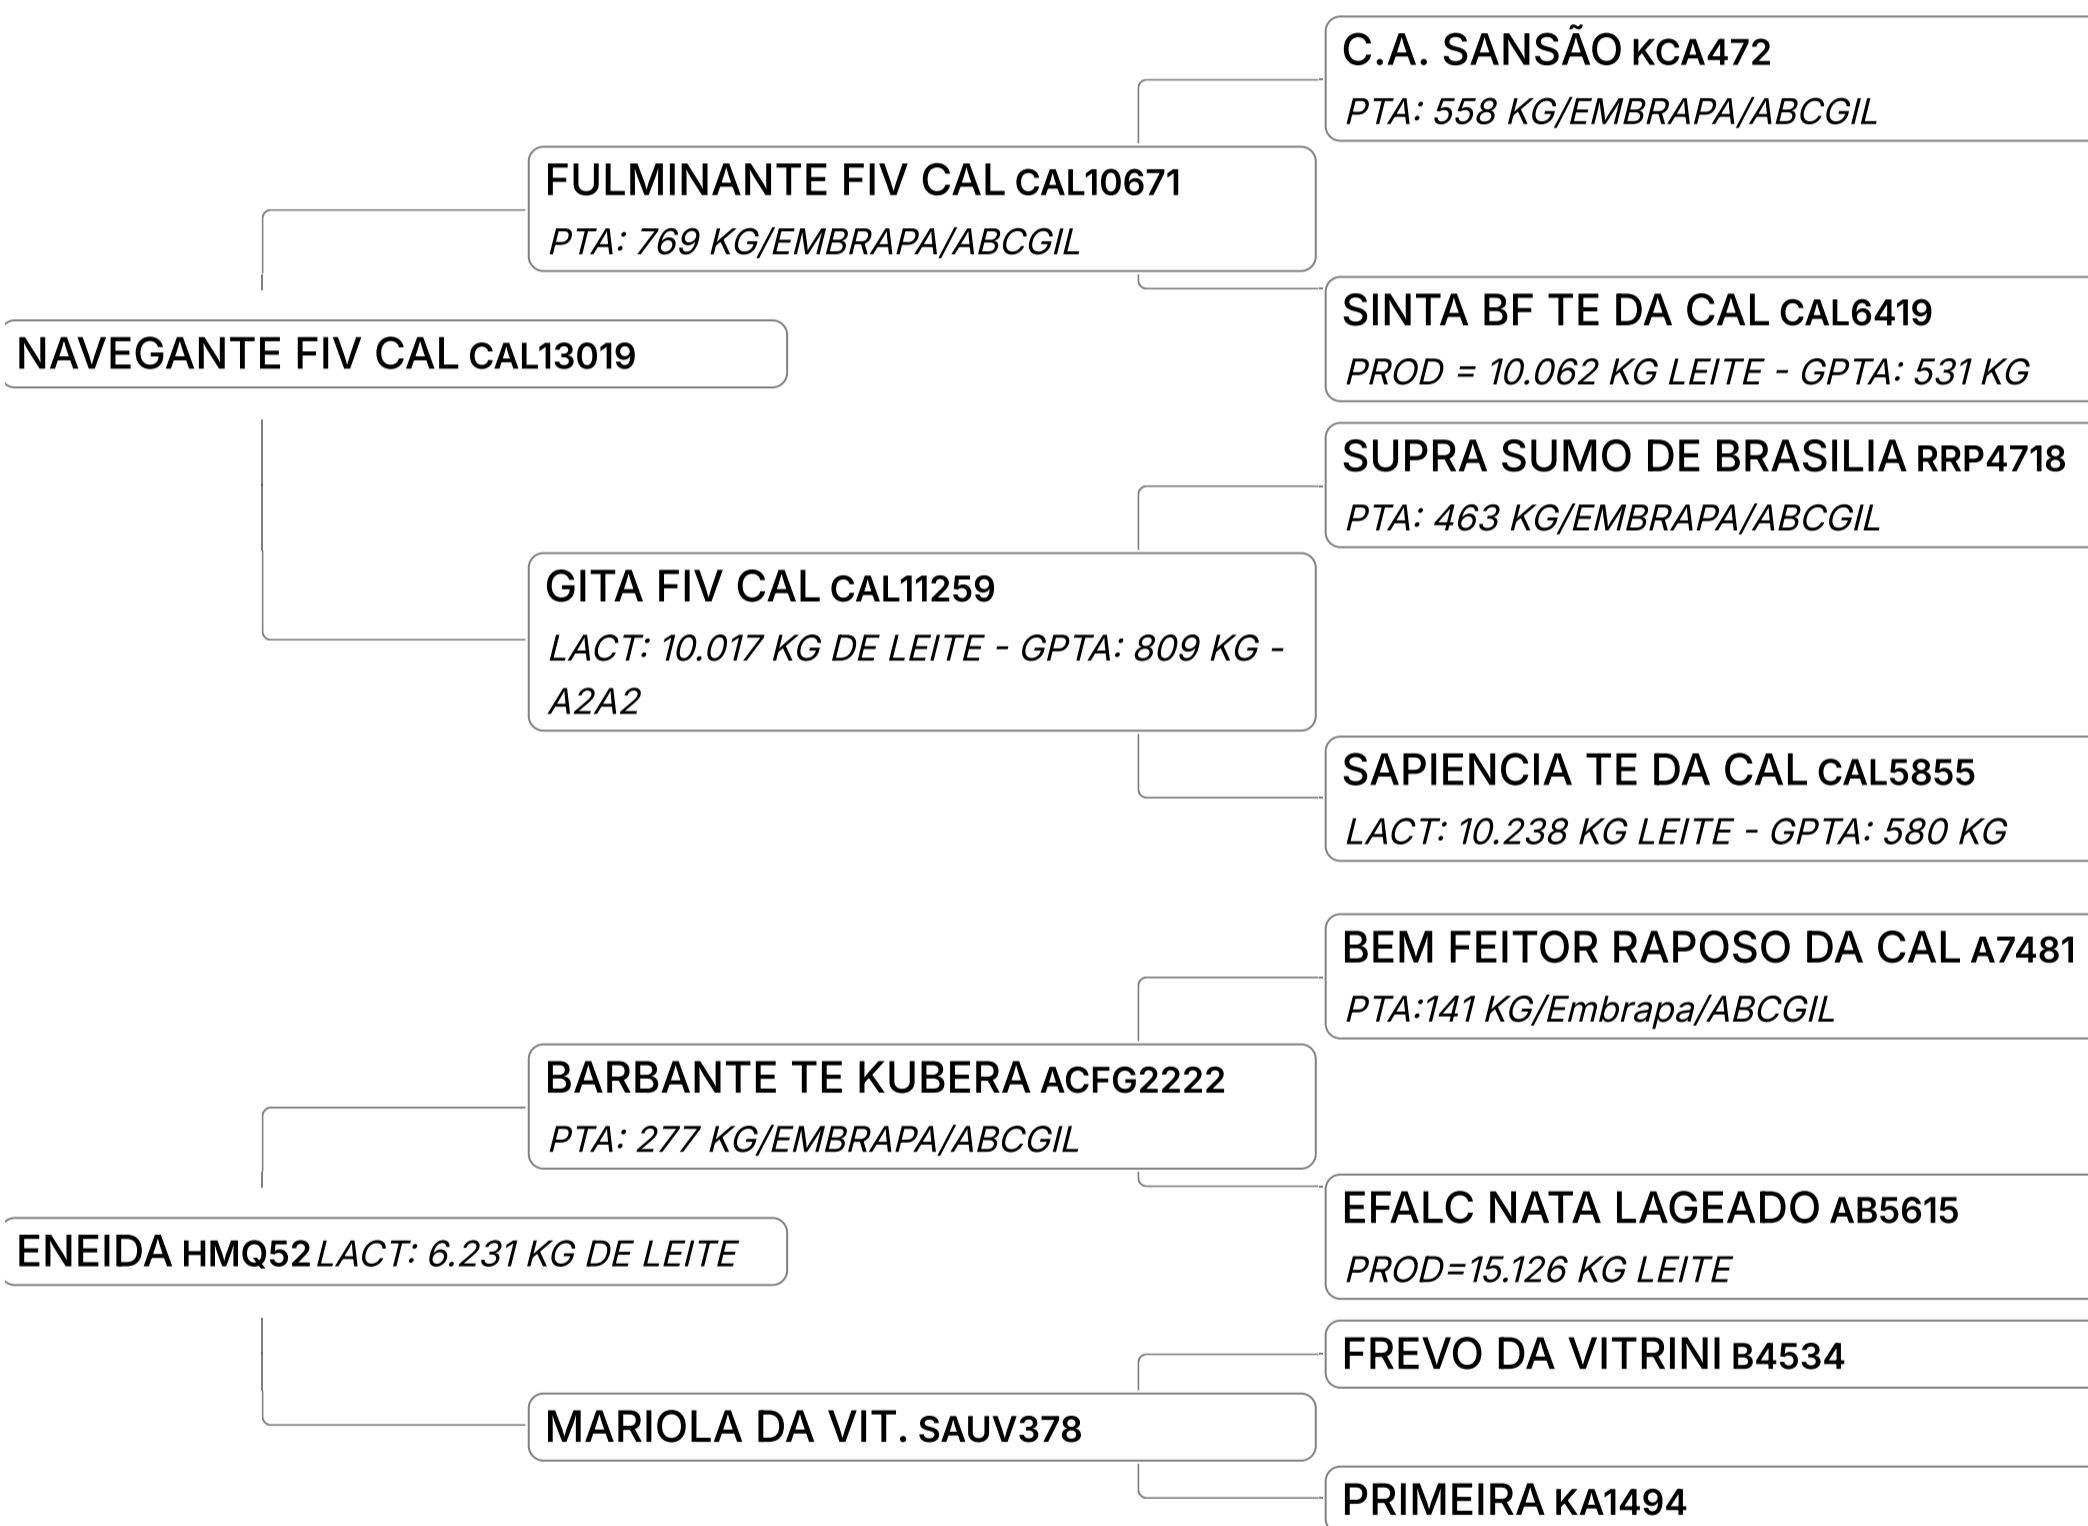 C.A. SANSÃO KCA472
PTA: 558 KG/EMBRAPA/ABCGIL
FULMINANTE FIV CAL CAL10671
PTA: 769 KG/EMBRAPA/ABCGIL
SINTA BF TE DA CAL CAL6419
PROD = 10.062 KG LEITE - GPTA: 531 KG
NAVEGANTE FIV CAL CAL13019
SUPRA SUMO DE BRASILIA RRP4718
PTA: 463 KG/EMBRAPA/ABCGIL
GITA FIV CAL CAL11259
LACT: 10.017 KG DE LEITE - GPTA: 809 KG -
A2A2
SAPIENCIA TE DA CAL CAL5855
LACT: 10.238 KG LEITE - GPTA: 580 KG
BEM FEITOR RAPOSO DA CAL A7481
PTA:141 KG/Embrapa/ABCGIL
BARBANTE TE KUBERA ACFG2222
PTA: 277 KG/EMBRAPA/ABCGIL
EFALC NATA LAGEADO AB5615
PROD=15.126 KG LEITE
ENEIDA HMQ52 LACT: 6.231 KG DE LEITE
FREVO DA VITRINI B4534
MARIOLA DA VIT. SAUV378
PRIMEIRA KA1494